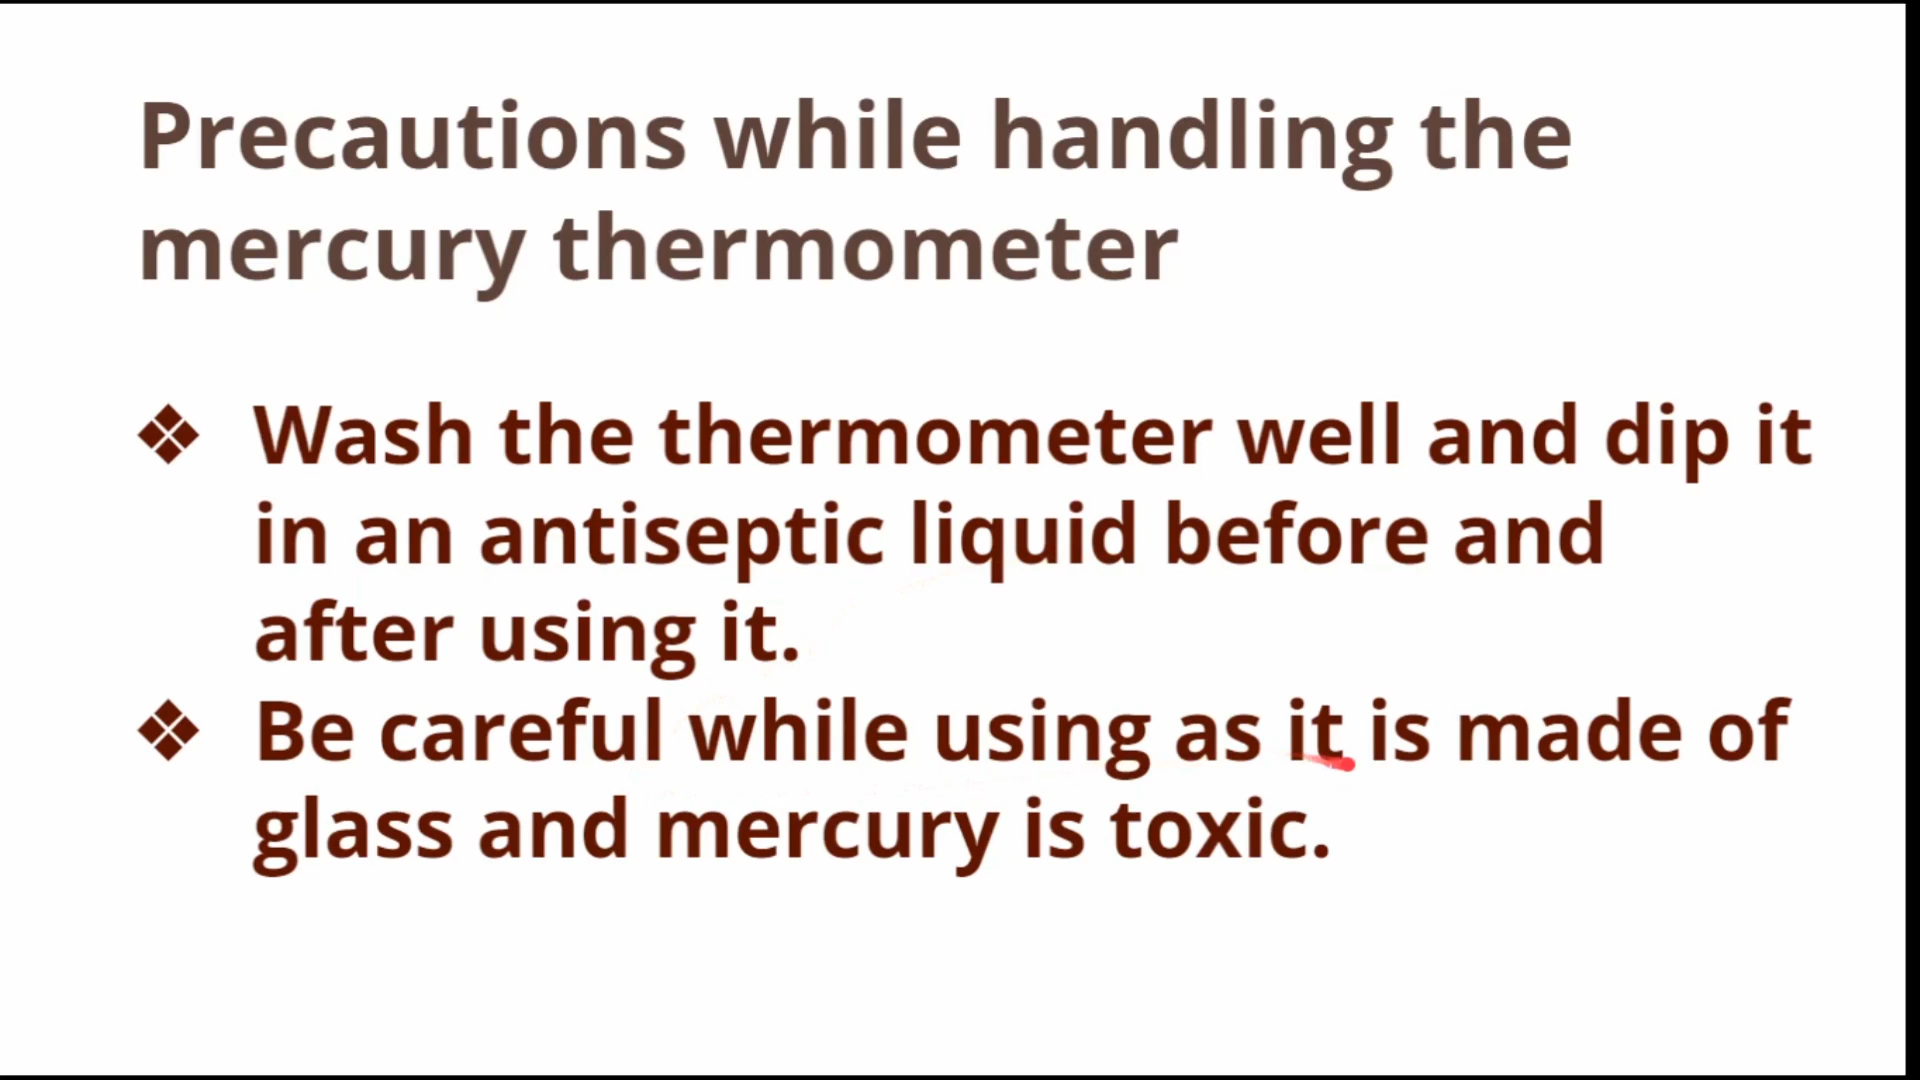 Precautions while handling the
mercury thermometer
❖ Wash the thermometer well and dip it
in an antiseptic liquid before and
after using it.
❖ Be careful while using as it is made of
glass and mercury is toxic.